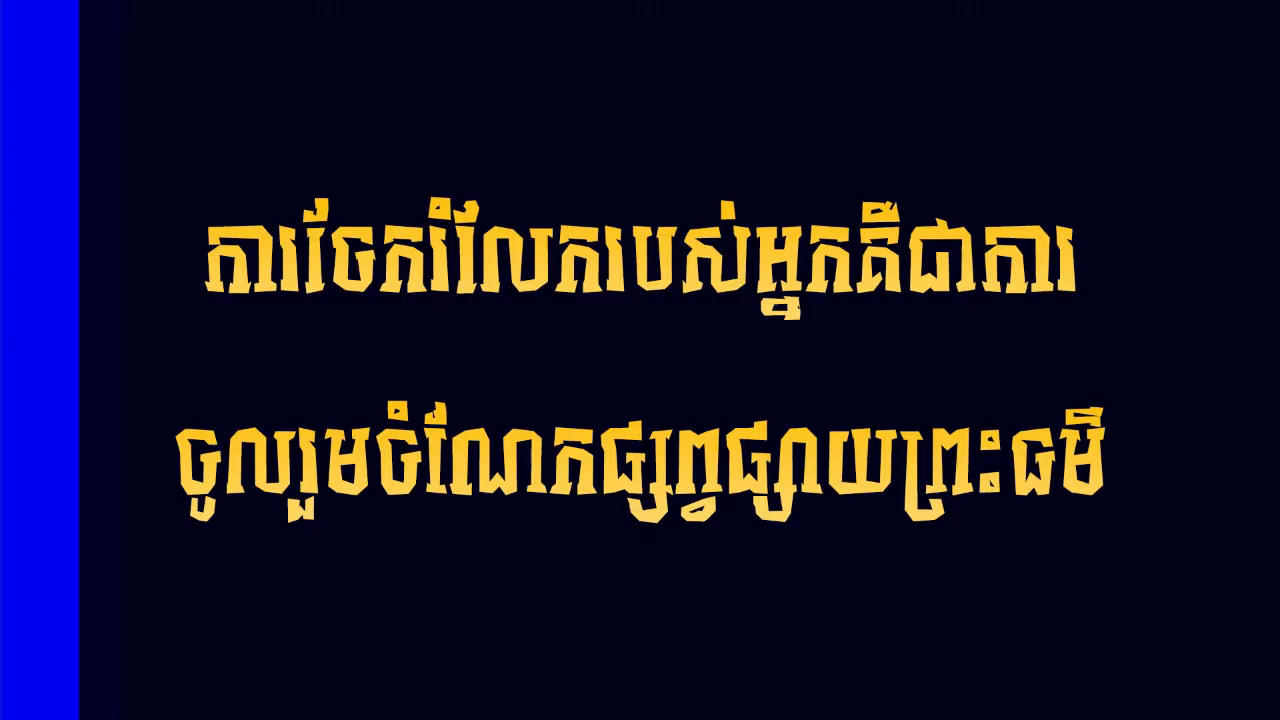 ការចែករំលែករបស់អ្នកគឺជាការ
ចូលរួមចំណែកផ្សព្វផ្សាយព្រះធម៌